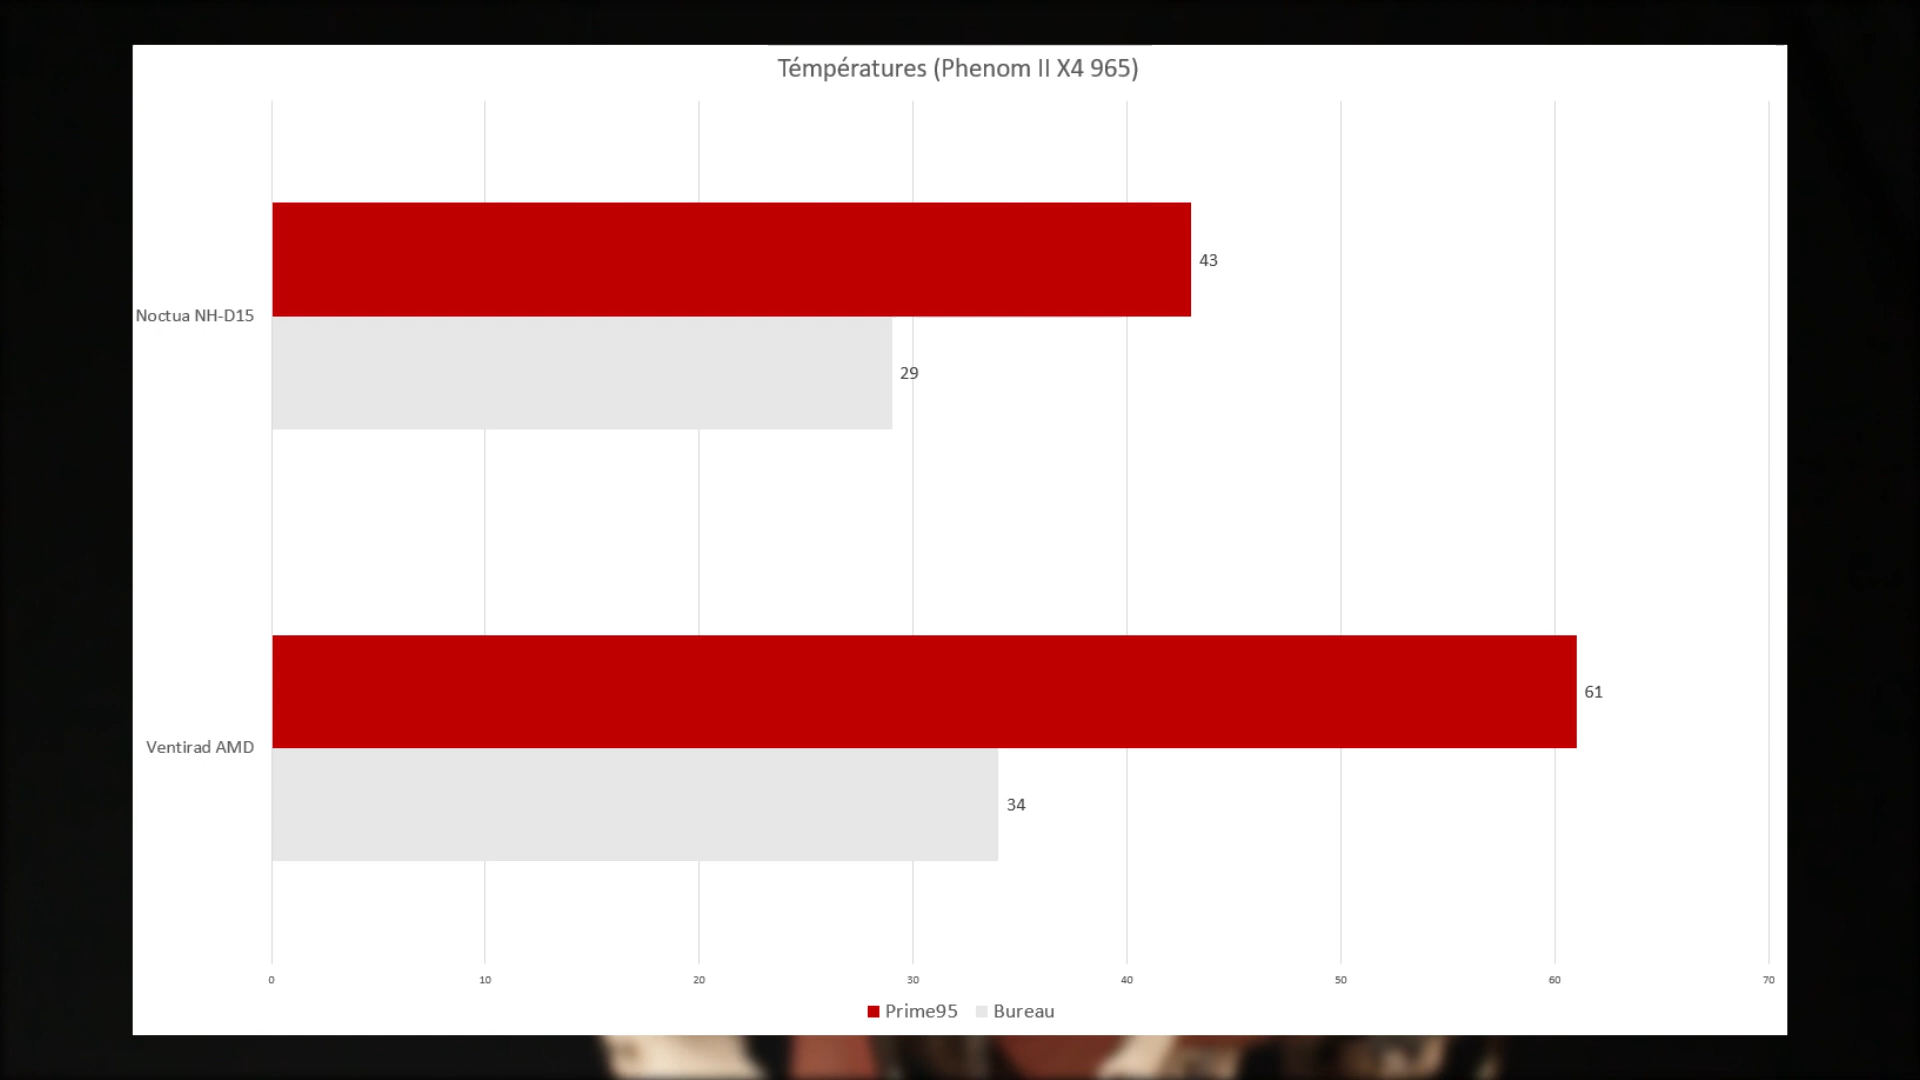 Témpératures (Phenom II X4 965)
43
Noctua NH-D15
29
61
Ventirad AMD
34
0 10 20 30 40 50 60 70
Prime95 Bureau